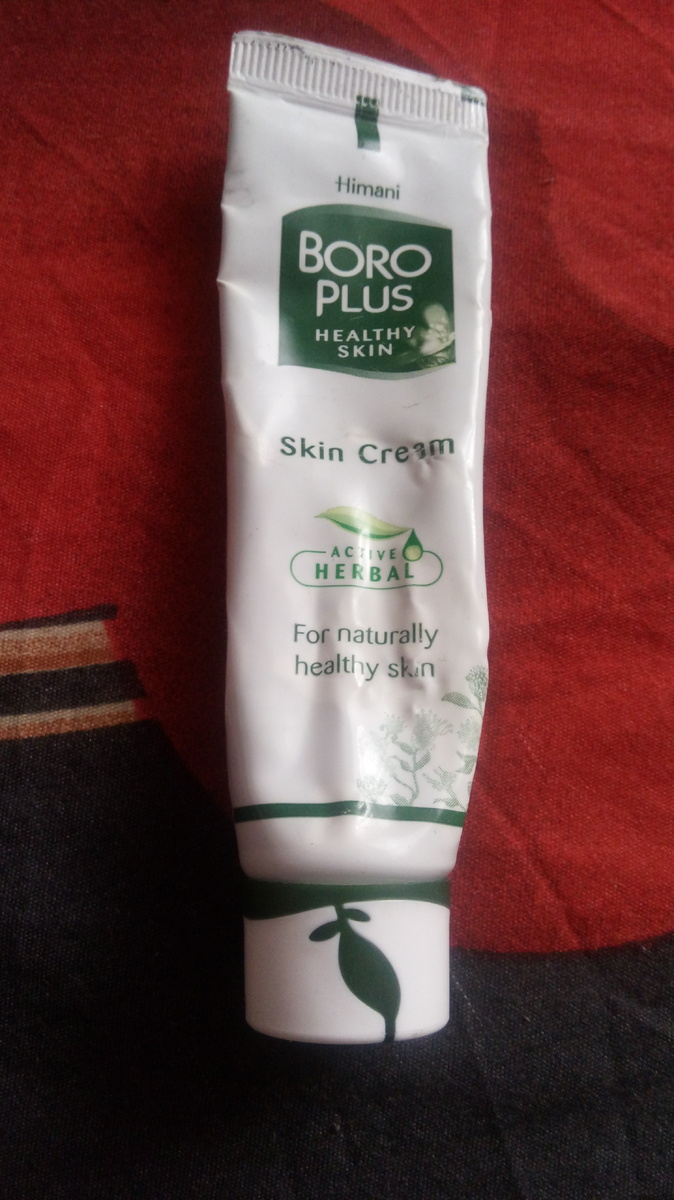 Himani
BORO
PLUS
HEALTHY
SKIN
Skin Cream
ACTIVE
HERBAL
For naturally
healthy skin